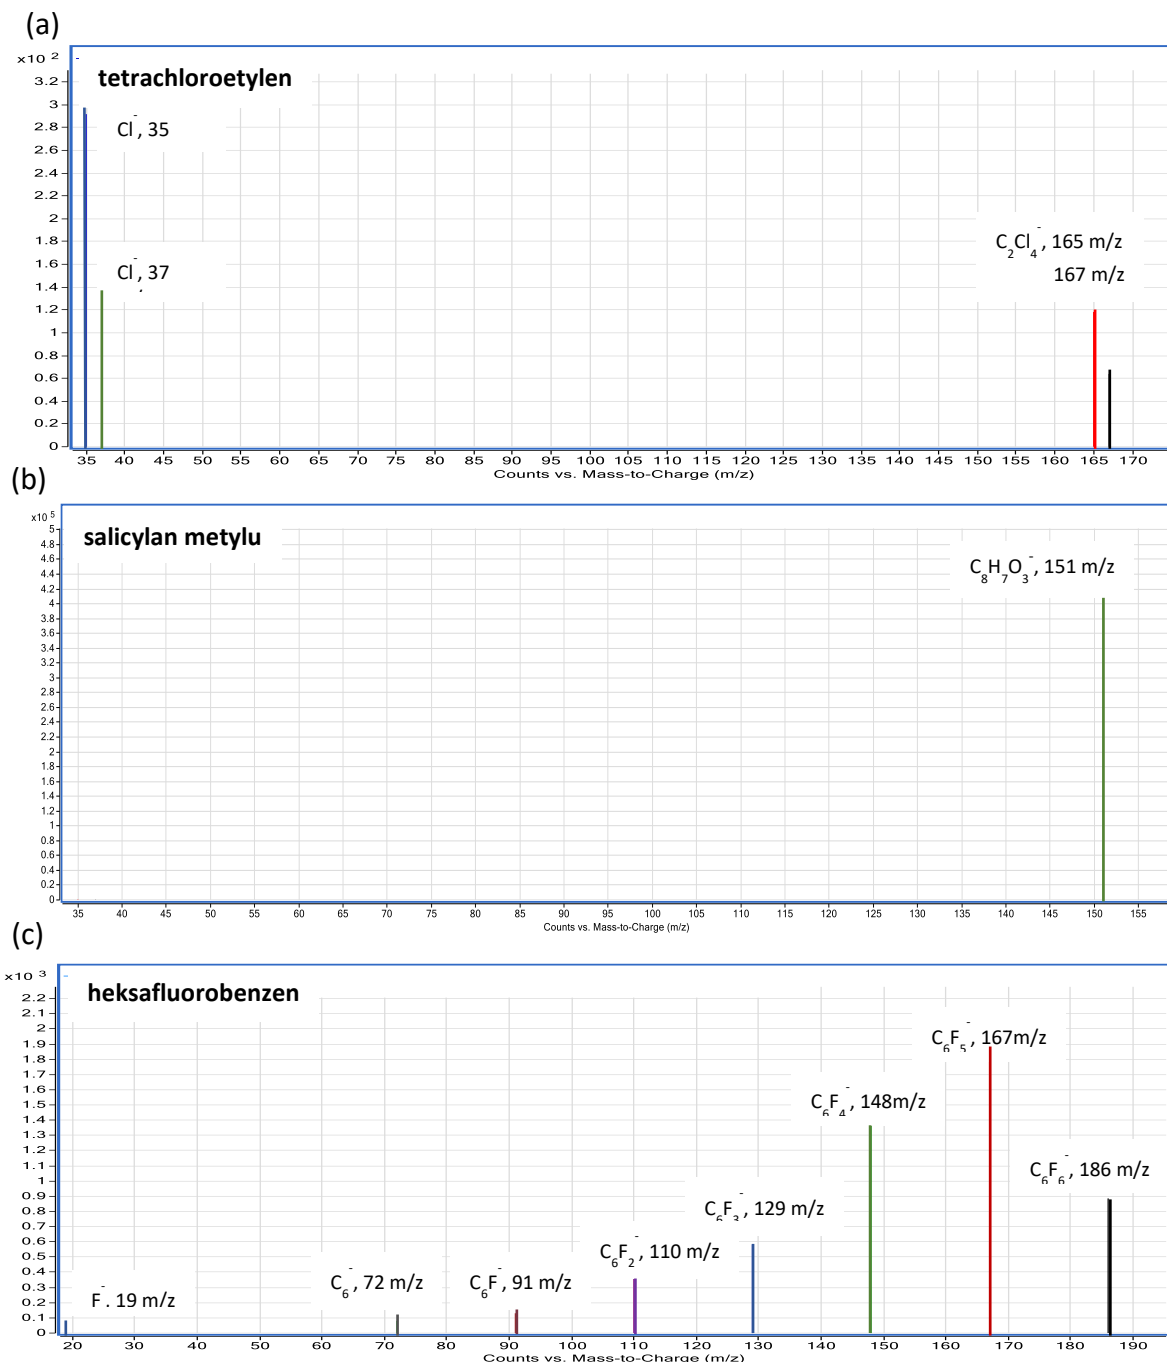 (a)
x10 2
tetrachloroetylen
3.2
3
2.8
2.6
2.4
2.2
2
1.8
1.6
1.4
1.2
1
0.8
0.6
0.4
0.2
0
Cl-, 35
Cl-, 37
C2Cl4-, 165 m/z
167 m/z
35 40 45 50 55 60 65 70 75 80 85 90 95 100 105 110 115 120 125 130 135 140 145 150 155 160 165 170
Counts vs. Mass-to-Charge (m/z)
(b)
x10 5
salicylan metylu
5
4.8
4.6
4.4
4.2
4
3.8
3.6
3.4
3.2
3
2.8
2.6
2.4
2.2
2
1.8
1.6
1.4
1.2
1
0.8
0.6
0.4
0.2
0
C8H7O3-, 151 m/z
35 40 45 50 55 60 65 70 75 80 85 90 95 100 105 110 115 120 125 130 135 140 145 150 155
Counts vs. Mass-to-Charge (m/z)
(c)
x10 3
heksafluorobenzen
2.2
2.1
2
1.9
1.8
1.7
1.6
1.5
1.4
1.3
1.2
1.1
1
0.9
0.8
0.7
0.6
0.5
0.4
0.3
0.2
0.1
0
F-. 19 m/z
C6-, 72 m/z
C6F-, 91 m/z
C6F2-, 110 m/z
C6F3-, 129 m/z
C6F4-, 148m/z
C6F5-, 167m/z
C6F6-, 186 m/z
20 30 40 50 60 70 80 90 100 110 120 130 140 150 160 170 180 190
Counts vs. Mass-to-Charge (m/z)